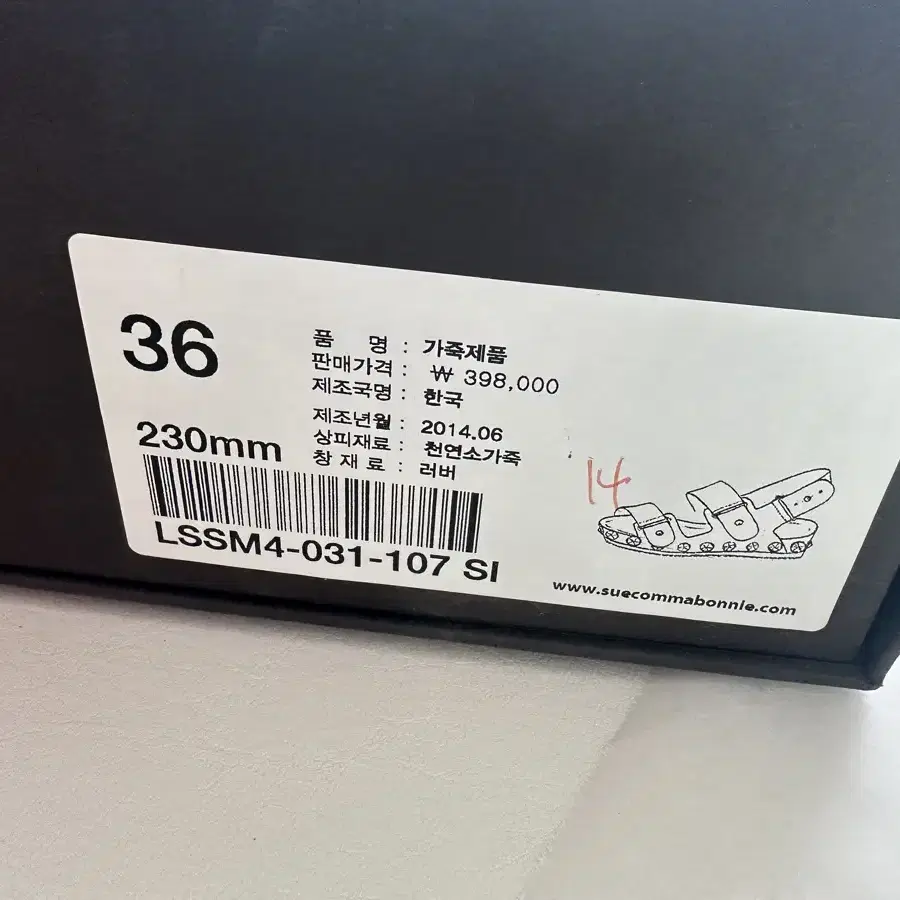 36
230mm
품 명 : 가죽제품
판매가격 : ₩ 398,000
제조국명 : 한국
제조년월 : 2014.06
상피재료 : 천연소가죽
창 재 료 : 러버
LSSM4-031-107 SI
14
www.suecommabonnie.com